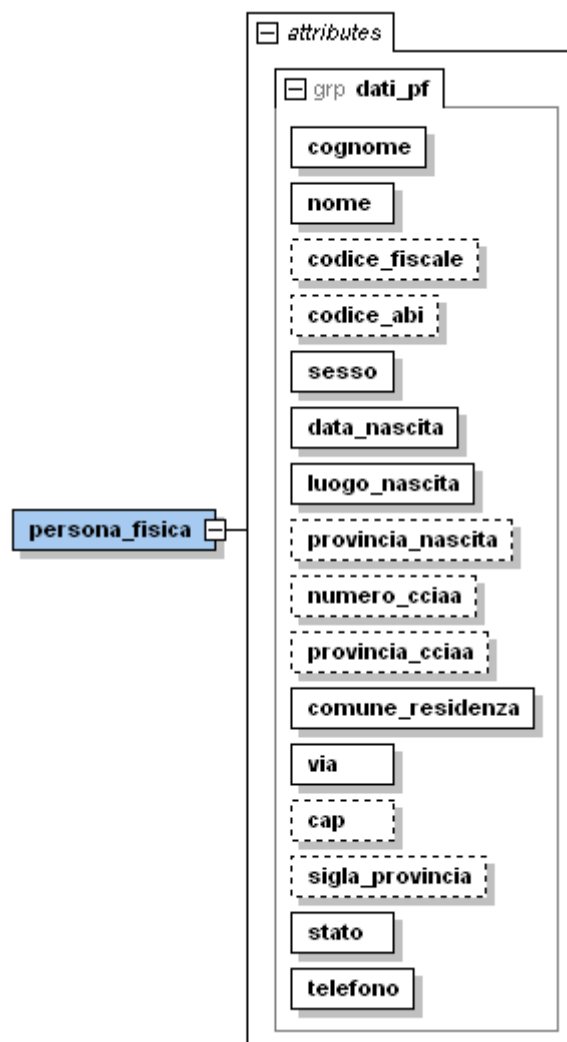 attributes
grp dati_pf
cognome
nome
codice_fiscale
codice_abi
sesso
data_nascita
luogo_nascita
persona_fisica
provincia_nascita
numero_cciaa
provincia_cciaa
comune_residenza
via
cap
sigla_provincia
stato
telefono